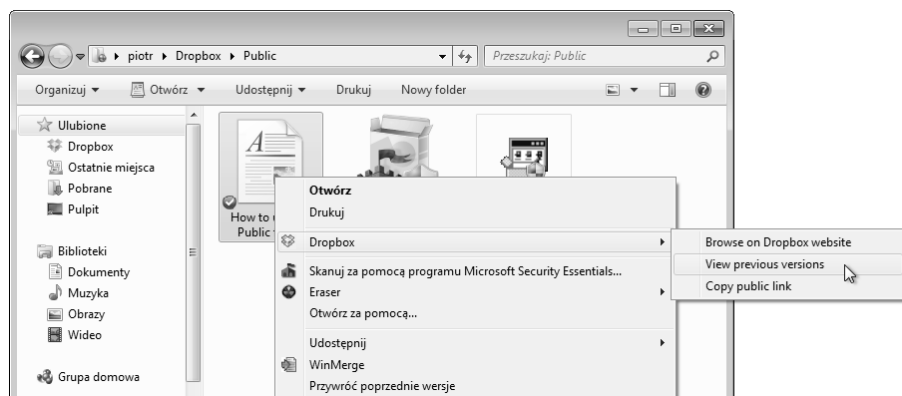 piotr ▸ Dropbox ▸ Public
Przeszukaj: Public
Organizuj Otwórz Udostępnij Drukuj Nowy folder
Ulubione
Dropbox
Ostatnie miejsca
Pobrane
Pulpit
Biblioteki
Dokumenty
Muzyka
Obrazy
Wideo
Grupa domowa
How to
Public
Otwórz
Drukuj
Dropbox
Skanuj za pomocą programu Microsoft Security Essentials...
Eraser
Otwórz za pomocą...
Udostępnij
WinMerge
Przywróć poprzednie wersje
Browse on Dropbox website
View previous versions
Copy public link